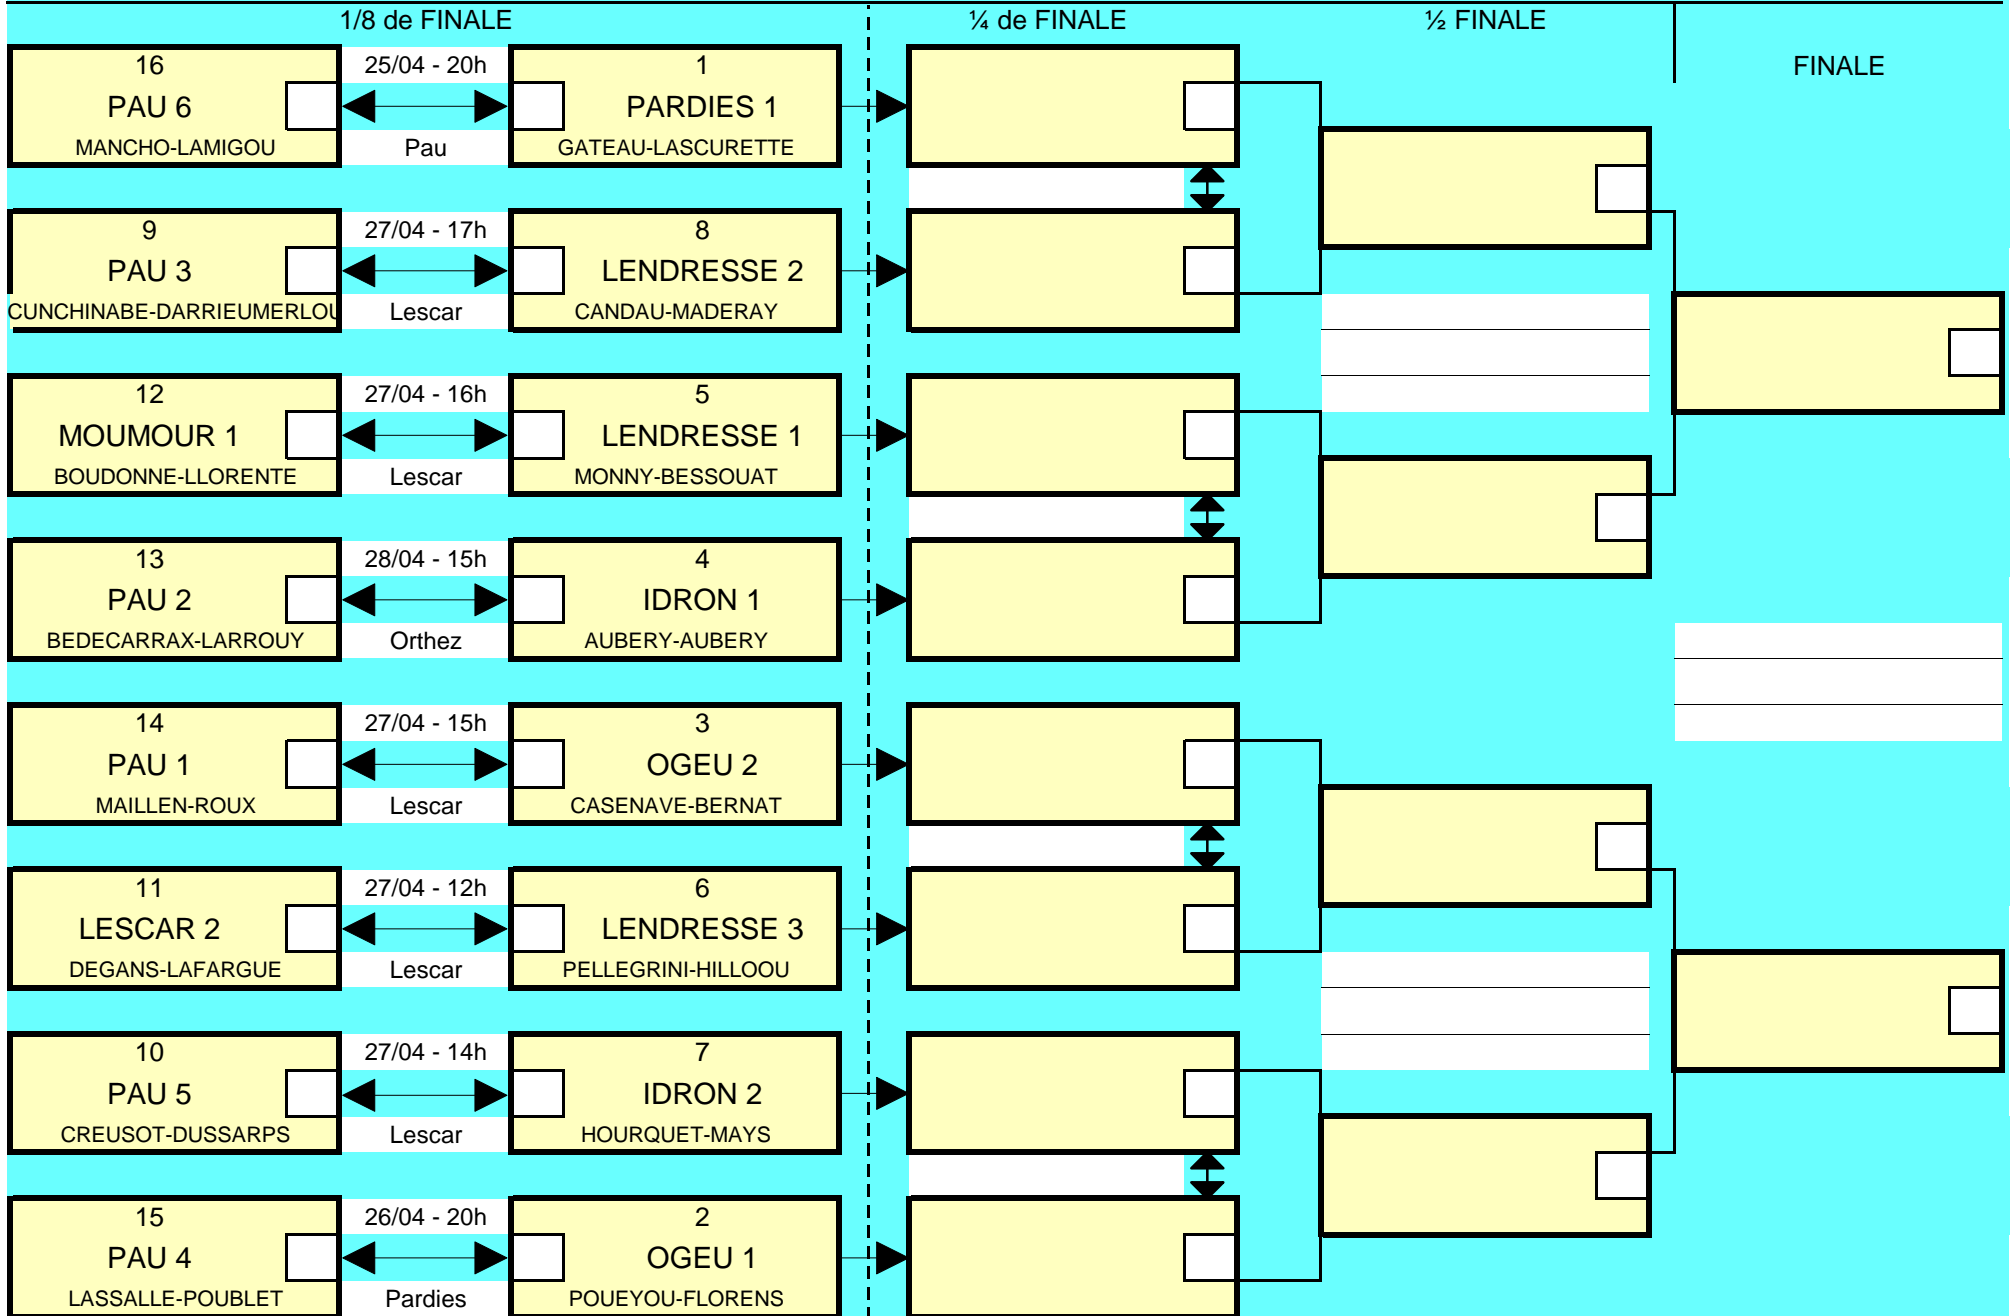 1/8 de FINALE
¼ de FINALE
½ FINALE
FINALE
16
PAU 6
MANCHO-LAMIGOU
25/04 - 20h
Pau
1
PARDIES 1
GATEAU-LASCURETTE
9
PAU 3
CUNCHINABE-DARRIEUMERLOU
27/04 - 17h
Lescar
8
LENDRESSE 2
CANDAU-MADERAY
12
MOUMOUR 1
BOUDONNE-LLORENTE
27/04 - 16h
Lescar
5
LENDRESSE 1
MONNY-BESSOUAT
13
PAU 2
BEDECARRAX-LARROUY
28/04 - 15h
Orthez
4
IDRON 1
AUBERY-AUBERY
14
PAU 1
MAILLEN-ROUX
27/04 - 15h
Lescar
3
OGEU 2
CASENAVE-BERNAT
11
LESCAR 2
DEGANS-LAFARGUE
27/04 - 12h
Lescar
6
LENDRESSE 3
PELLEGRINI-HILLOOU
10
PAU 5
CREUSOT-DUSSARPS
27/04 - 14h
Lescar
7
IDRON 2
HOURQUET-MAYS
15
PAU 4
LASSALLE-POUBLET
26/04 - 20h
Pardies
2
OGEU 1
POUEYOU-FLORENS